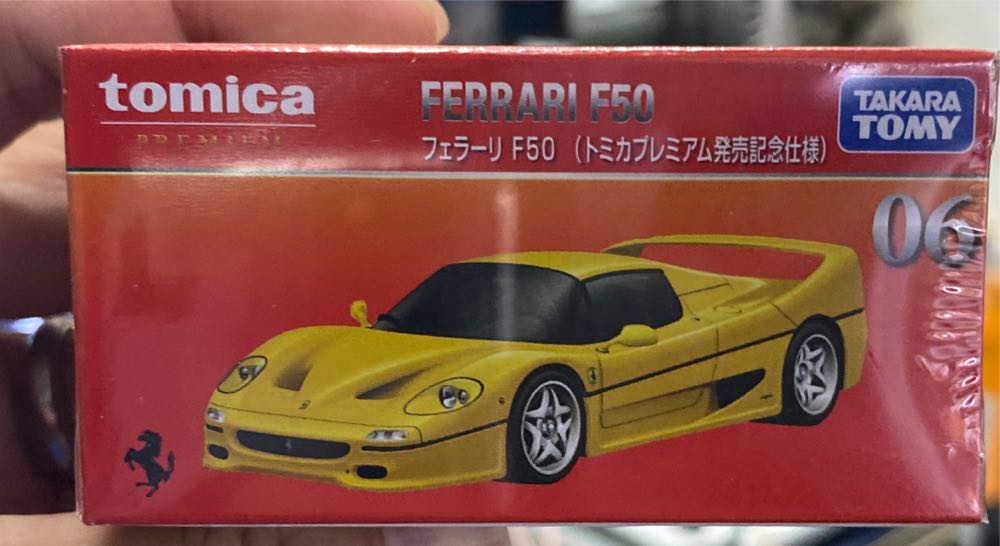 tomica
PREMIUM
FERRARI F50
フェラーリ F50 (トミカプレミアム発売記念仕様)
TAKARA
TOMY
06